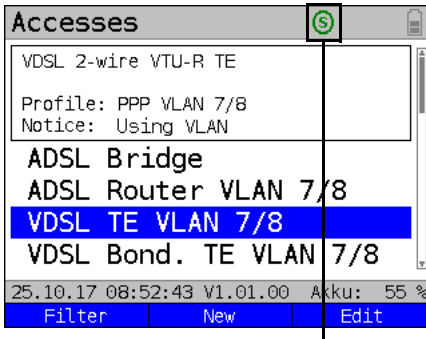 Accesses S
VDSL 2-wire VTU-R TE
Profile: PPP VLAN 7/8
Notice: Using VLAN
ADSL Bridge
ADSL Router VLAN 7/8
VDSL TE VLAN 7/8
VDSL Bond. TE VLAN 7/8
25.10.17 08:52:43 V1.01.00 Akku: 55 %
Filter New Edit